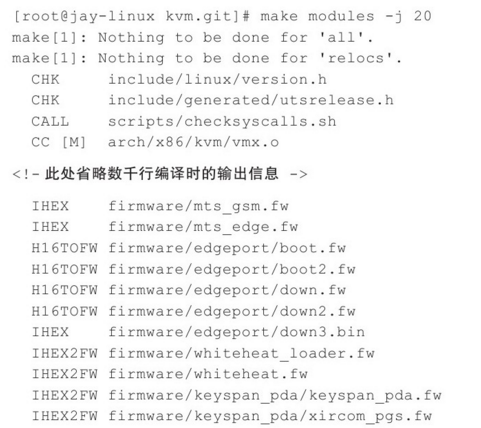 [root@jay-linux kvm.git]# make modules -j 20
make[1]: Nothing to be done for 'all'.
make[1]: Nothing to be done for 'relocs'.
  CHK     include/linux/version.h
  CHK     include/generated/utsrelease.h
  CALL    scripts/checksyscalls.sh
  CC [M]  arch/x86/kvm/vmx.o
<!- 此处省略数千行编译时的输出信息 ->
  IHEX    firmware/mts_gsm.fw
  IHEX    firmware/mts_edge.fw
  H16TOFW firmware/edgeport/boot.fw
  H16TOFW firmware/edgeport/boot2.fw
  H16TOFW firmware/edgeport/down.fw
  H16TOFW firmware/edgeport/down2.fw
  IHEX    firmware/edgeport/down3.bin
  IHEX2FW firmware/whiteheat_loader.fw
  IHEX2FW firmware/whiteheat.fw
  IHEX2FW firmware/keyspan_pda/keyspan_pda.fw
  IHEX2FW firmware/keyspan_pda/xircom_pgs.fw